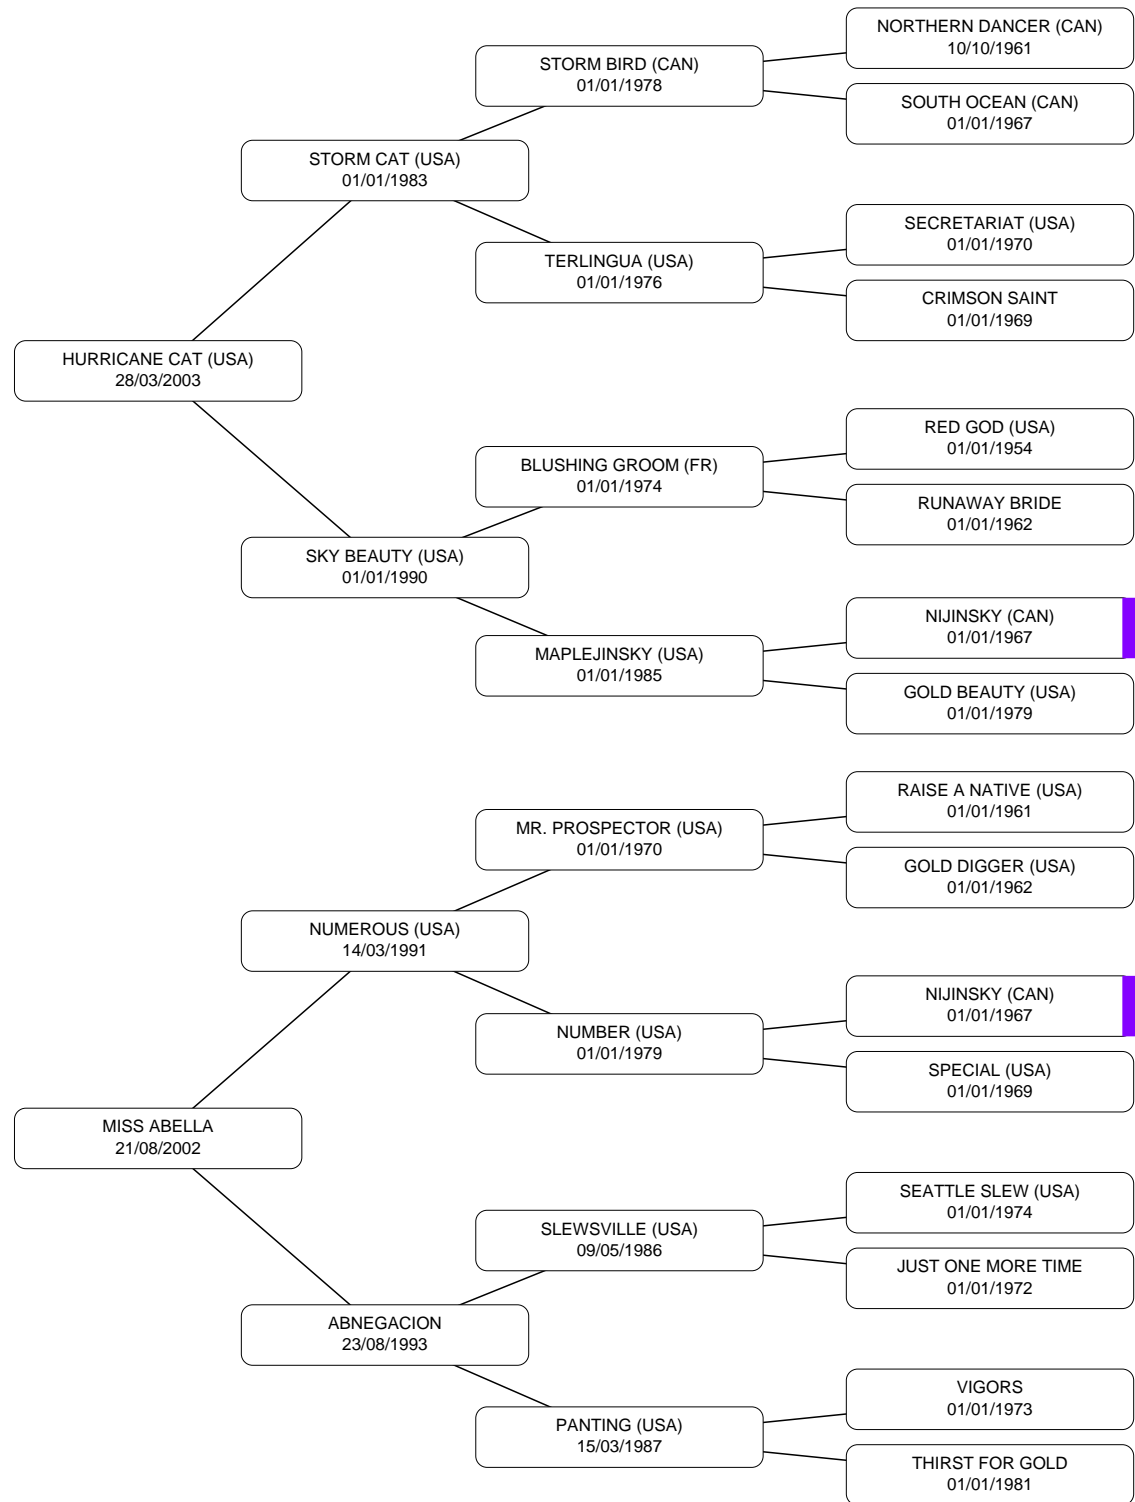 NORTHERN DANCER (CAN)
10/10/1961
STORM BIRD (CAN)
01/01/1978
SOUTH OCEAN (CAN)
01/01/1967
STORM CAT (USA)
01/01/1983
SECRETARIAT (USA)
01/01/1970
TERLINGUA (USA)
01/01/1976
CRIMSON SAINT
01/01/1969
HURRICANE CAT (USA)
28/03/2003
RED GOD (USA)
01/01/1954
BLUSHING GROOM (FR)
01/01/1974
RUNAWAY BRIDE
01/01/1962
SKY BEAUTY (USA)
01/01/1990
NIJINSKY (CAN)
01/01/1967
MAPLEJINSKY (USA)
01/01/1985
GOLD BEAUTY (USA)
01/01/1979
RAISE A NATIVE (USA)
01/01/1961
MR. PROSPECTOR (USA)
01/01/1970
GOLD DIGGER (USA)
01/01/1962
NUMEROUS (USA)
14/03/1991
NIJINSKY (CAN)
01/01/1967
NUMBER (USA)
01/01/1979
SPECIAL (USA)
01/01/1969
MISS ABELLA
21/08/2002
SEATTLE SLEW (USA)
01/01/1974
SLEWSVILLE (USA)
09/05/1986
JUST ONE MORE TIME
01/01/1972
ABNEGACION
23/08/1993
VIGORS
01/01/1973
PANTING (USA)
15/03/1987
THIRST FOR GOLD
01/01/1981